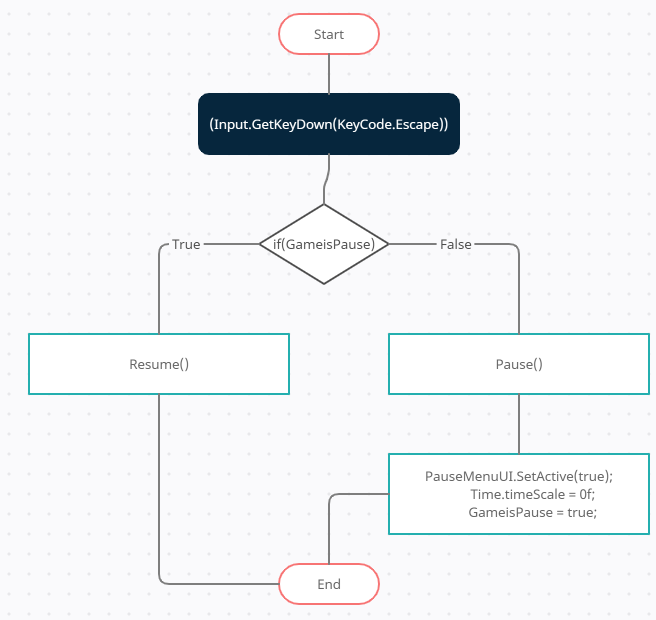 Start
(Input.GetKeyDown(KeyCode.Escape))
if(GameisPause)
True
False
Resume()
Pause()
PauseMenuUI.SetActive(true);
Time.timeScale = 0f;
GameisPause = true;
End